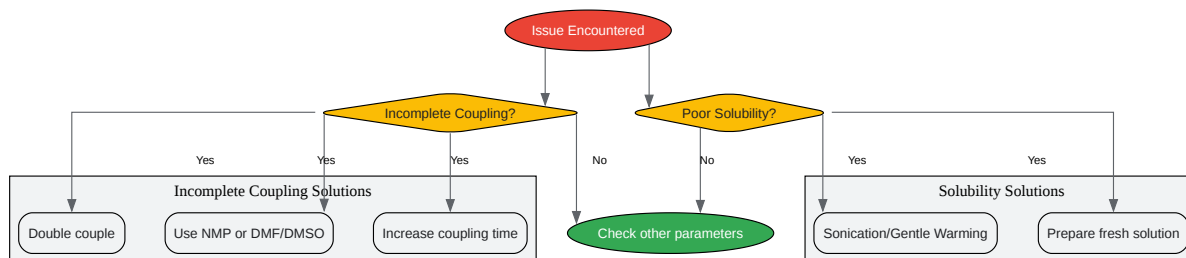 Issue Encountered
Incomplete Coupling?
Poor Solubility?
Yes
Yes
Yes
No
No
Yes
Yes
Incomplete Coupling Solutions
Solubility Solutions
Double couple
Use NMP or DMF/DMSO
Increase coupling time
Check other parameters
Sonication/Gentle Warming
Prepare fresh solution